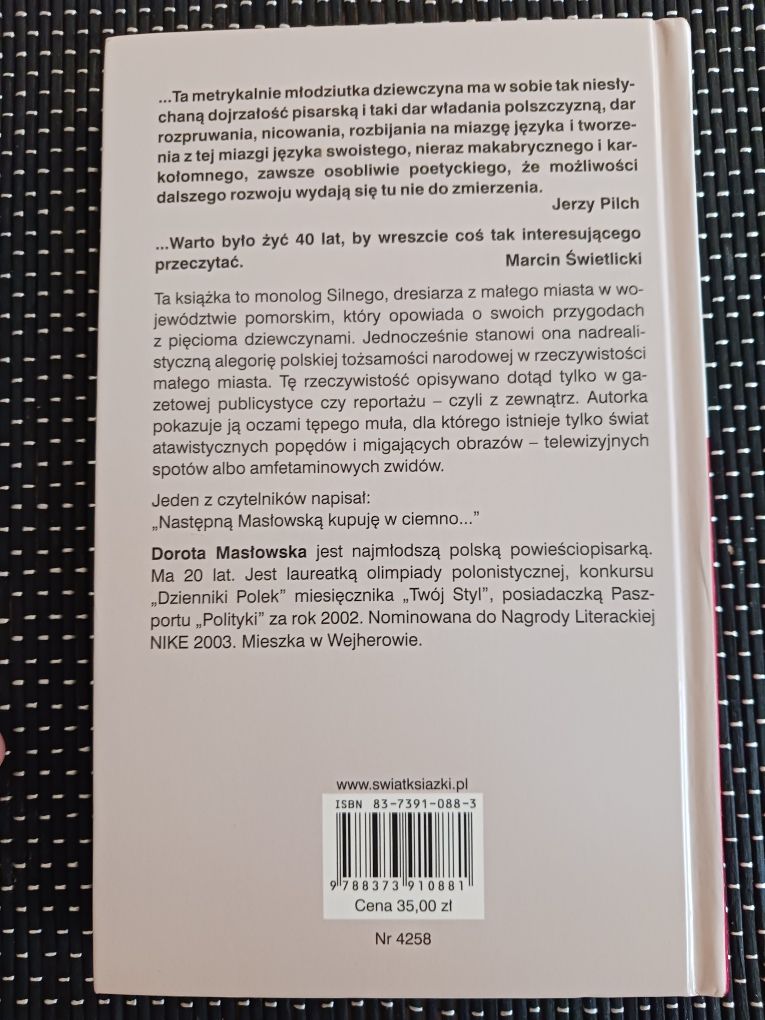 ...Ta metrykalnie młodziutka dziewczyna ma w sobie tak niesły-
chaną dojrzałość pisarską i taki dar władania polszczyzną, dar
rozpruwania, nicowania, rozbijania na miazgę języka i tworze-
nia z tej miazgi języka swoistego, nieraz makabrycznego i kar-
kołomnego, zawsze osobliwie poetyckiego, że możliwości
dalszego rozwoju wydają się tu nie do zmierzenia.
Jerzy Pilch
...Warto było żyć 40 lat, by wreszcie coś tak interesującego
przeczytać. Marcin Świetlicki
Ta książka to monolog Silnego, dresiarza z małego miasta w wo-
jewództwie pomorskim, który opowiada o swoich przygodach
z pięcioma dziewczynami. Jednocześnie stanowi ona nadreali-
styczną alegorię polskiej tożsamości narodowej w rzeczywistości
małego miasta. Tę rzeczywistość opisywano dotąd tylko w ga-
zetowej publicystyce czy reportażu – czyli z zewnątrz. Autorka
pokazuje ją oczami tępego muła, dla którego istnieje tylko świat
atawistycznych popędów i migających obrazów – telewizyjnych
spotów albo amfetaminowych zwidów.
Jeden z czytelników napisał:
„Następną Masłowską kupuję w ciemno..."
Dorota Masłowska jest najmłodszą polską powieściopisarką.
Ma 20 lat. Jest laureatką olimpiady polonistycznej, konkursu
„Dzienniki Polek" miesięcznika „Twój Styl", posiadaczką Pasz-
portu „Polityki" za rok 2002. Nominowana do Nagrody Literackiej
NIKE 2003. Mieszka w Wejherowie.
www.swiatksiazki.pl
ISBN 83-7391-088-3
9 788373 910881
Cena 35,00 zł
Nr 4258